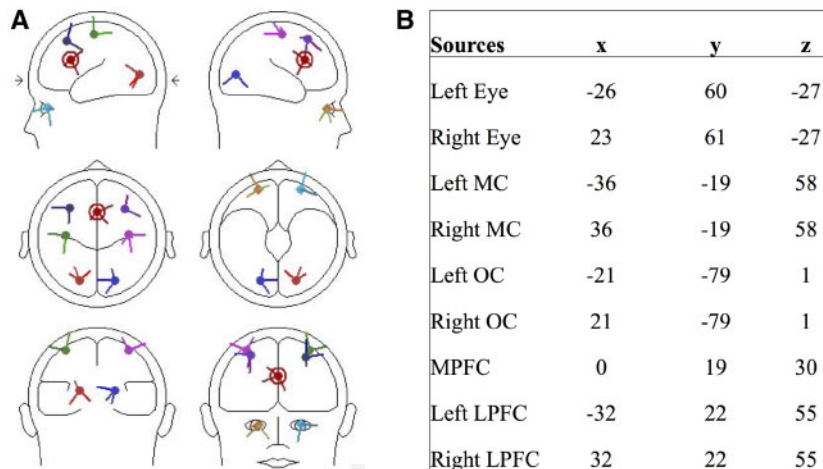 A
B
Sources x y z
Left Eye -26 60 -27
Right Eye 23 61 -27
Left MC -36 -19 58
Right MC 36 -19 58
Left OC -21 -79 1
Right OC 21 -79 1
MPFC 0 19 30
Left LPFC -32 22 55
Right LPFC 32 22 55